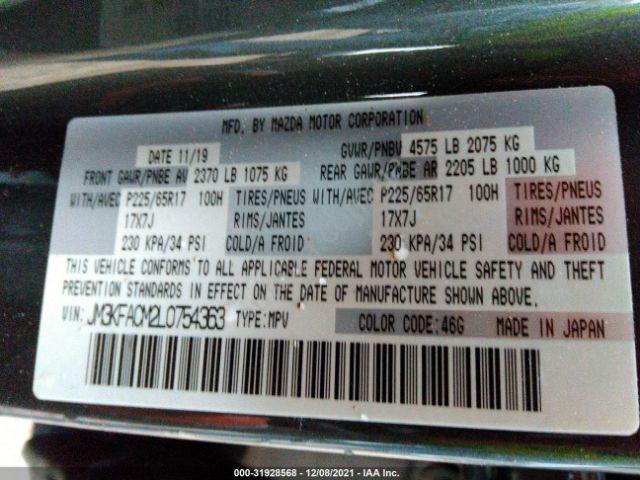 MFD. BY MAZDA MOTOR CORPORATION
DATE 11/19 GVWR/PNBV 4575 LB 2075 KG
FRONT GAWR/PNBE AV 2370 LB 1075 KG REAR GAWR/PNBE AR 2205 LB 1000 KG
WITH/AVEC P225/65R17 100H TIRES/PNEUS WITH/AVEC P225/65R17 100H TIRES/PNEUS
17X7J RIMS/JANTES 17X7J RIMS/JANTES
230 KPA/34 PSI COLD/A FROID 230 KPA/34 PSI COLD/A FROID
THIS VEHICLE CONFORMS TO ALL APPLICABLE FEDERAL MOTOR VEHICLE SAFETY AND THEFT
PREVENTION STANDARDS IN EFFECT ON THE DATE OF MANUFACTURE SHOWN ABOVE.
VIN: JM3KFACM2L0754363 TYPE: MPV COLOR CODE: 46G MADE IN JAPAN
000-31928568 - 12/08/2021 - IAA Inc.